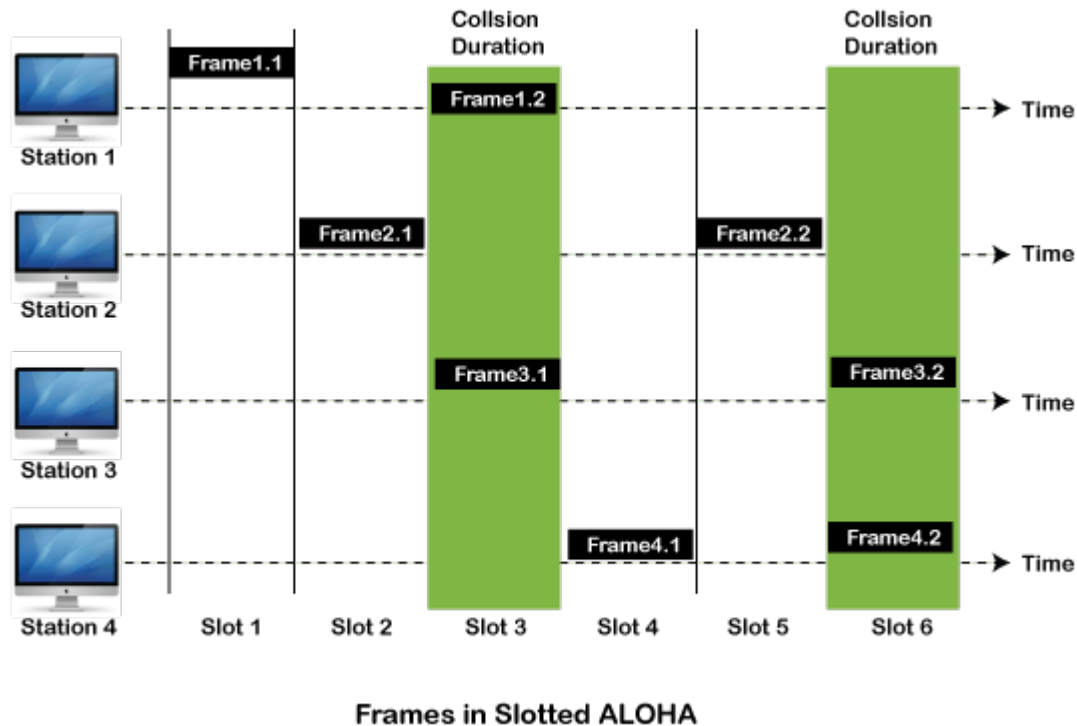 Collsion
Duration
Collsion
Duration
Frame1.1
Frame1.2
Time
Station 1
Frame2.1
Frame2.2
Time
Station 2
Frame3.1
Frame3.2
Time
Station 3
Frame4.1
Frame4.2
Time
Station 4
Slot 1
Slot 2
Slot 3
Slot 4
Slot 5
Slot 6
Frames in Slotted ALOHA